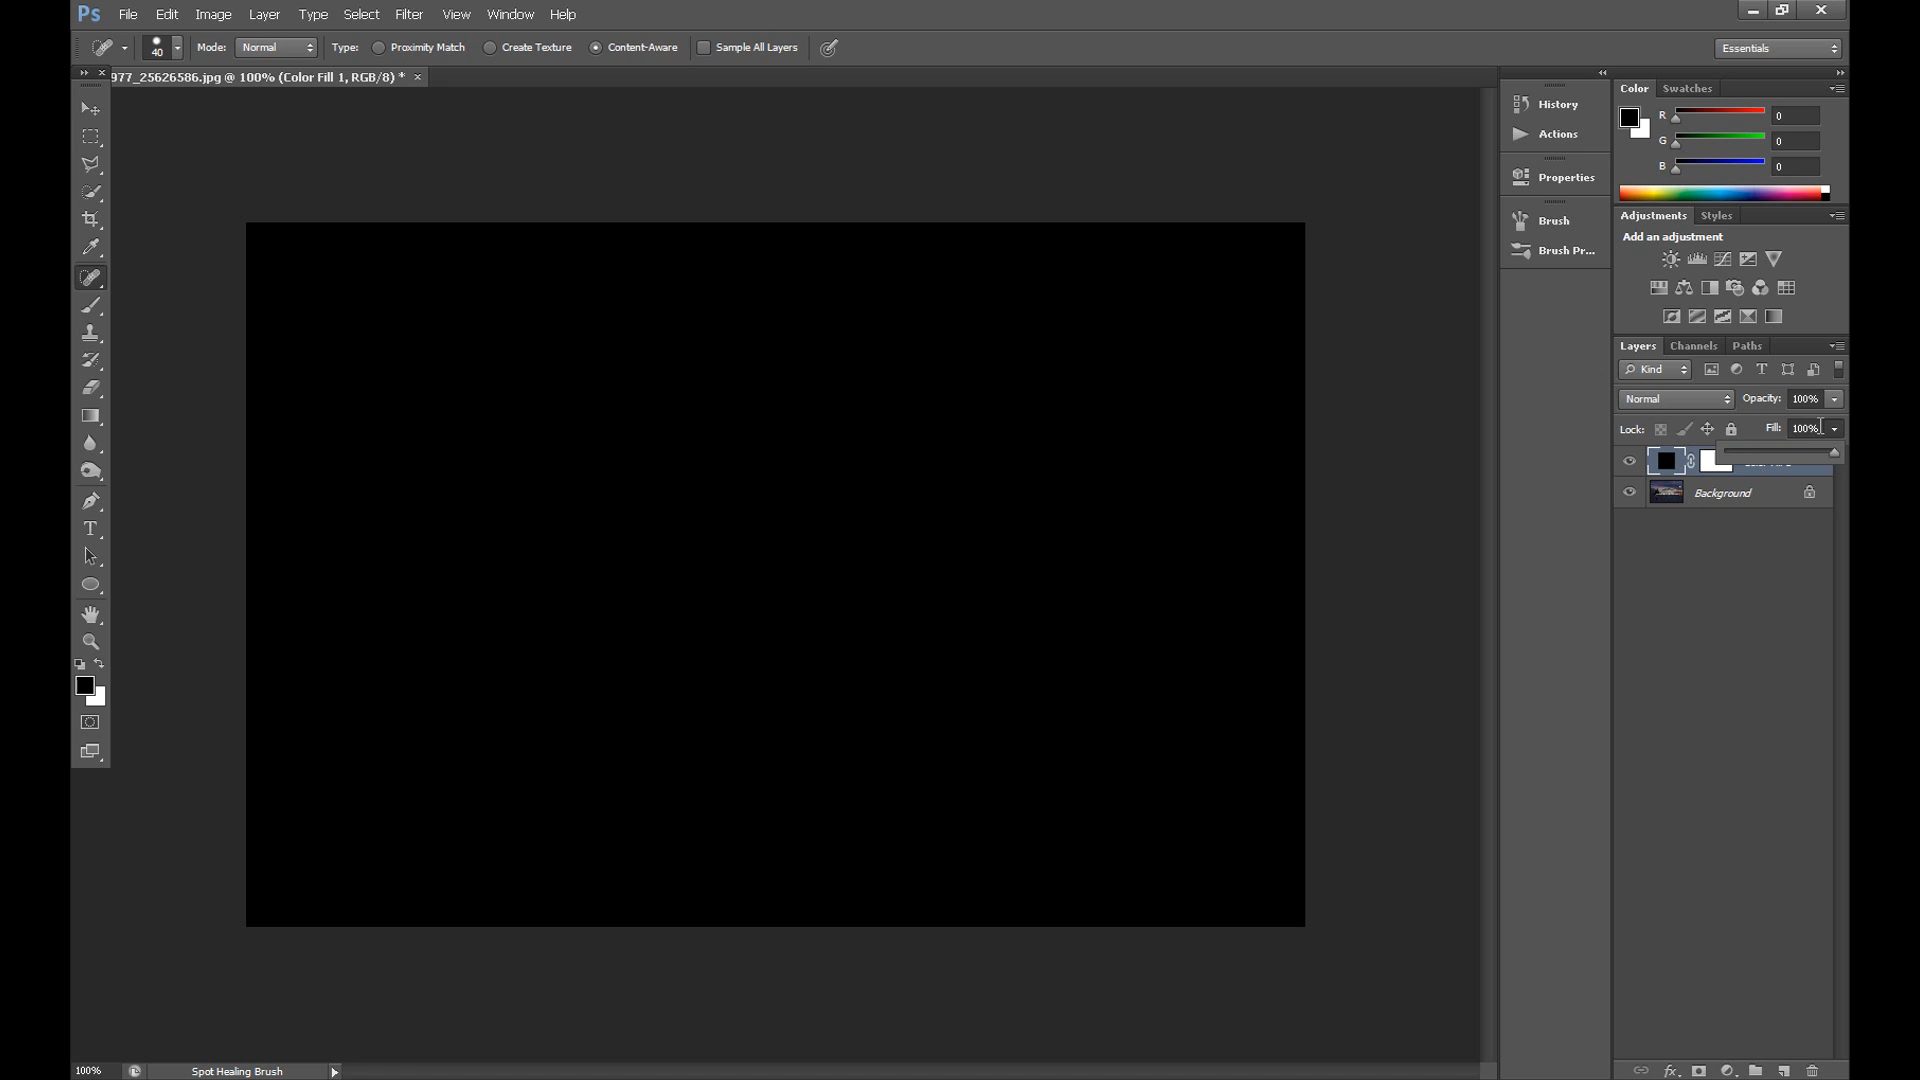 Ps File Edit Image Layer Type Select Filter View Window Help
40 Mode: Normal Type: Proximity Match Create Texture Content-Aware Sample All Layers Essentials
977_25626586.jpg @ 100% (Color Fill 1, RGB/8) * ×
History
Actions
Properties
Brush
Brush Pr...
Color Swatches
R 0
G 0
B 0
Adjustments Styles
Add an adjustment
Layers Channels Paths
Kind
Normal Opacity: 100%
Lock: Fill: 100%
Background
100% Spot Healing Brush